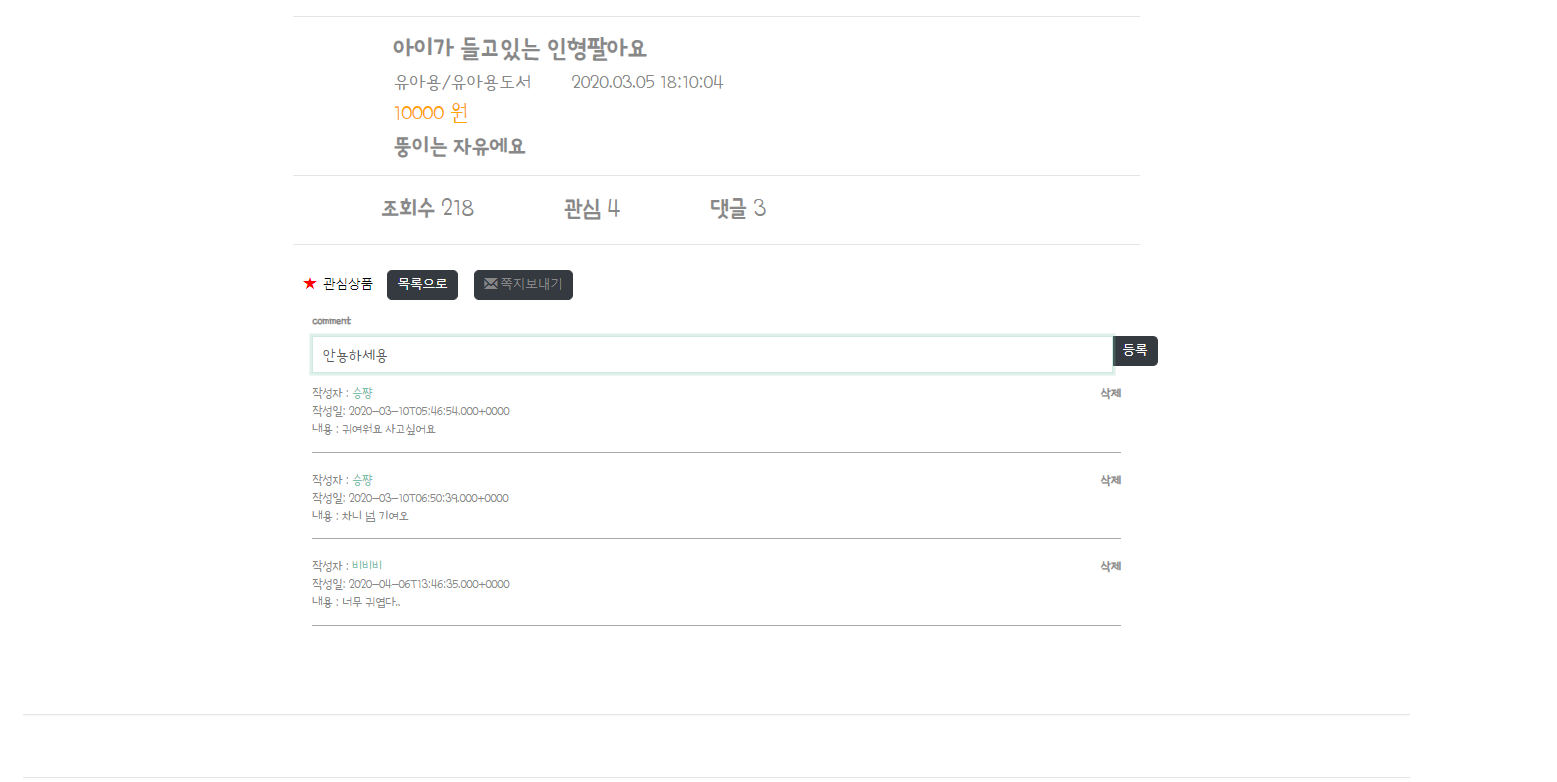 아이가 들고있는 인형팔아요
유아용/유아용도서 2020.03.05 18:10:04
10000 원
뚱이는 자유에요
조회수 218 관심 4 댓글 3
★ 관심상품 목록으로 쪽지보내기
comment
안뇽하세용 등록
작성자 : 승쨩 삭제
작성일: 2020-03-10T05:46:54.000+0000
내용 : 귀여워요 사고싶어요
작성자 : 승쨩 삭제
작성일: 2020-03-10T06:50:39.000+0000
내용 : 차니 넘 기여오
작성자 : 비비비 삭제
작성일: 2020-04-06T13:46:35.000+0000
내용 : 너무 귀엽다..